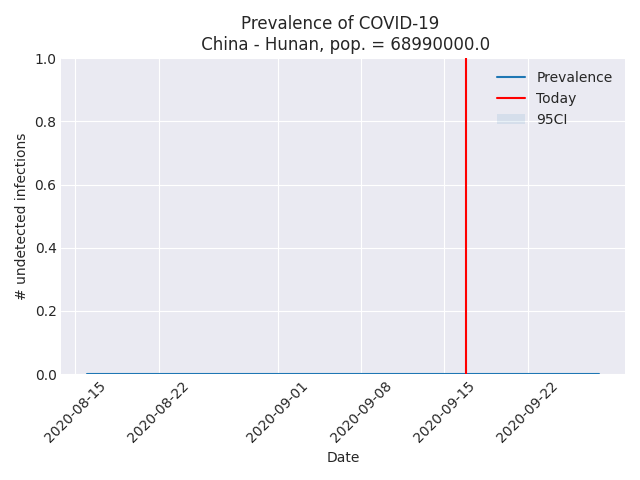 Prevalence of COVID-19
China - Hunan, pop. = 68990000.0
1.0
0.8
0.6
0.4
0.2
0.0
# undetected infections
Prevalence
Today
95CI
2020-08-15
2020-08-22
2020-09-01
2020-09-08
2020-09-15
2020-09-22
Date